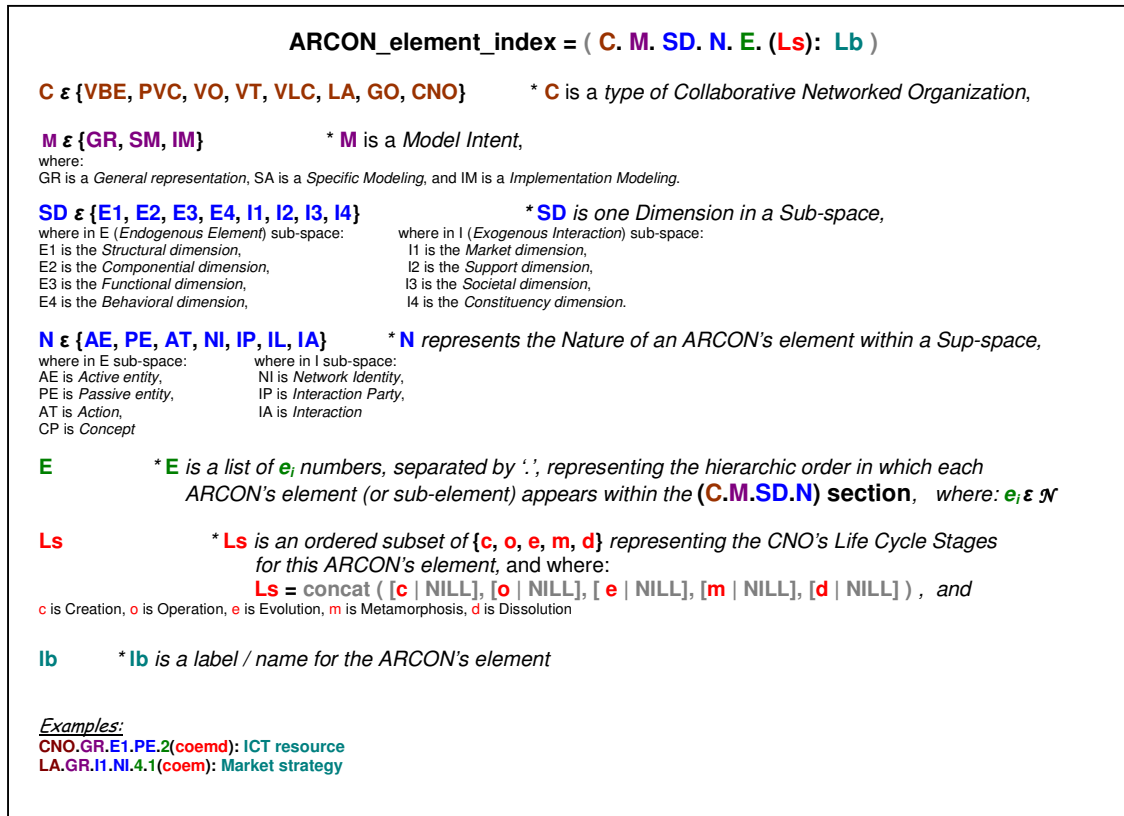 ARCON_element_index = ( C. M. SD. N. E. (Ls): Lb )
C ε {VBE, PVC, VO, VT, VLC, LA, GO, CNO} * C is a type of Collaborative Networked Organization,
M ε {GR, SM, IM} * M is a Model Intent,
where:
GR is a General representation, SA is a Specific Modeling, and IM is a Implementation Modeling.
SD ε {E1, E2, E3, E4, I1, I2, I3, I4} * SD is one Dimension in a Sub-space,
where in E (Endogenous Element) sub-space: where in I (Exogenous Interaction) sub-space:
E1 is the Structural dimension, I1 is the Market dimension,
E2 is the Componential dimension, I2 is the Support dimension,
E3 is the Functional dimension, I3 is the Societal dimension,
E4 is the Behavioral dimension, I4 is the Constituency dimension.
N ε {AE, PE, AT, NI, IP, IL, IA} * N represents the Nature of an ARCON's element within a Sup-space,
where in E sub-space: where in I sub-space:
AE is Active entity, NI is Network Identity,
PE is Passive entity, IP is Interaction Party,
AT is Action, IA is Interaction
CP is Concept
E * E is a list of ei numbers, separated by '.', representing the hierarchic order in which each
ARCON's element (or sub-element) appears within the (C.M.SD.N) section, where: ei ε N
Ls * Ls is an ordered subset of {c, o, e, m, d} representing the CNO's Life Cycle Stages
for this ARCON's element, and where:
Ls = concat ( [c | NILL], [o | NILL], [ e | NILL], [m | NILL], [d | NILL] ) , and
c is Creation, o is Operation, e is Evolution, m is Metamorphosis, d is Dissolution
lb * lb is a label / name for the ARCON's element
Examples:
CNO.GR.E1.PE.2(coemd): ICT resource
LA.GR.I1.NI.4.1(coem): Market strategy